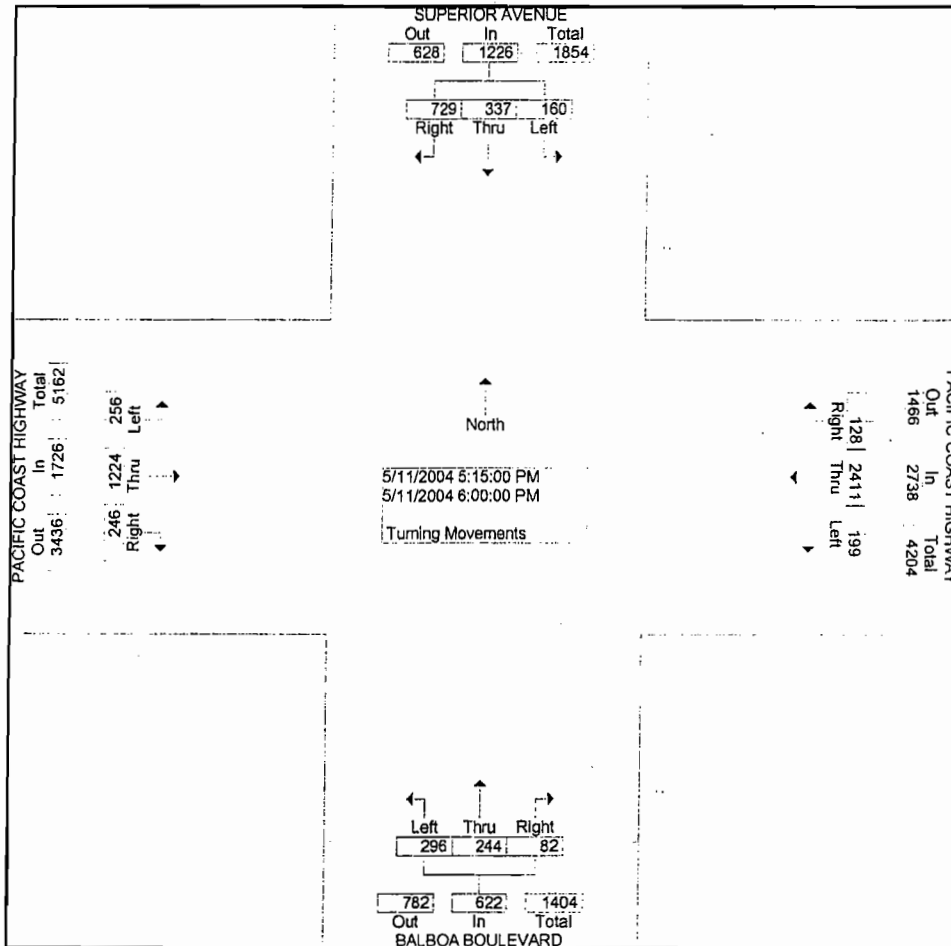 SUPERIOR AVENUE
Out In Total
628 1226 1854
729 337 160
Right Thru Left
PACIFIC COAST HIGHWAY
Out In Total
3436 1726 5162
246 1224 256
Right Thru Left
North
5/11/2004 5:15:00 PM
5/11/2004 6:00:00 PM
Turning Movements
Right Thru Left
128 2411 199
Out In Total
1466 2738 4204
PACIFIC COAST HIGHWAY
Left Thru Right
296 244 82
782 622 1404
Out In Total
BALBOA BOULEVARD